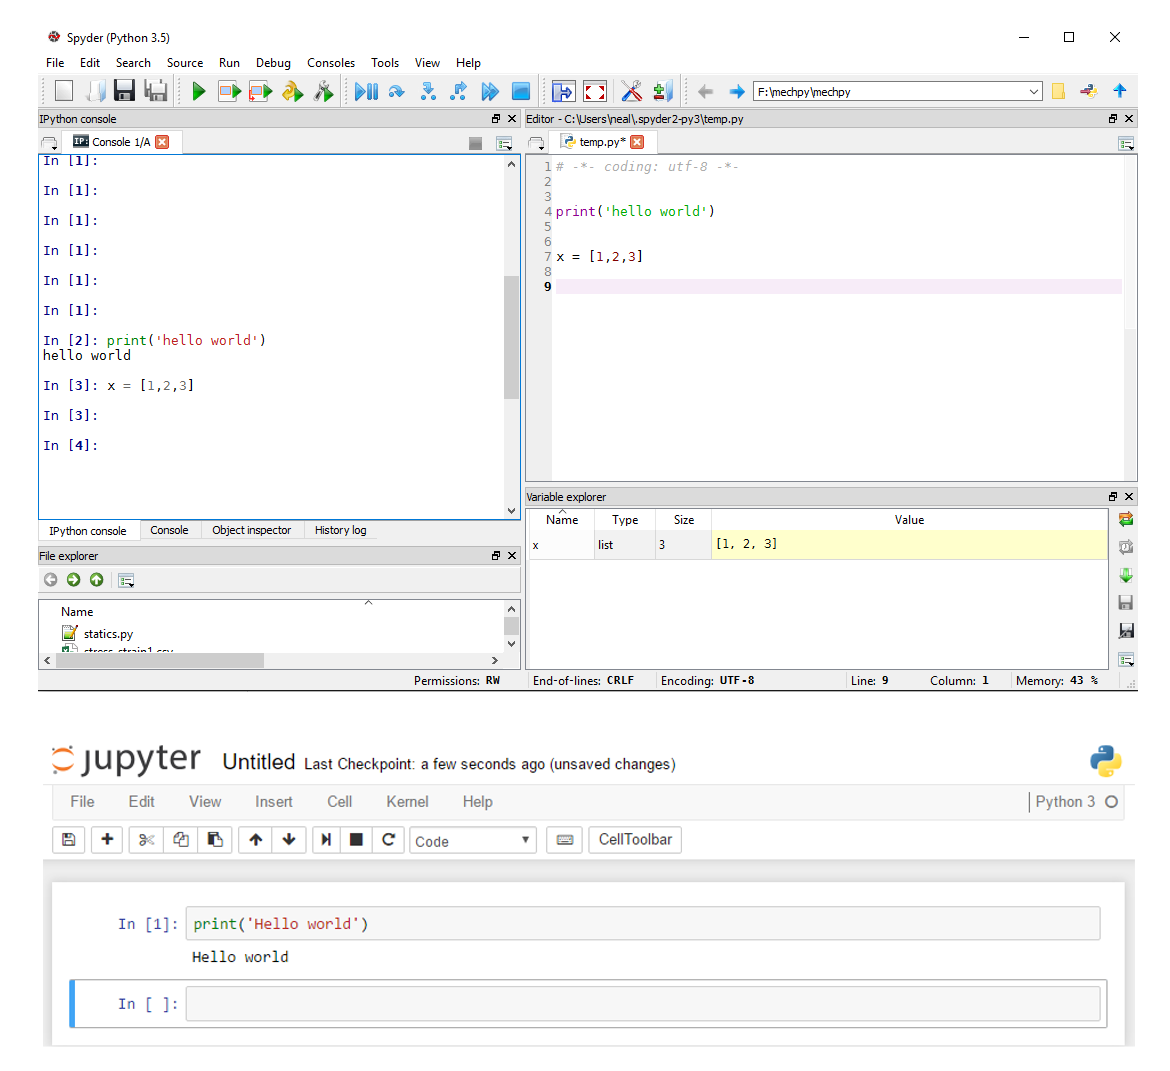 Spyder (Python 3.5)
File Edit Search Source Run Debug Consoles Tools View Help
F:\mechpy\mechpy
IPython console
IP: Console 1/A
In [1]:
In [1]:
In [1]:
In [1]:
In [1]:
In [1]:
In [2]: print('hello world')
hello world
In [3]: x = [1,2,3]
In [3]:
In [4]:
IPython console Console Object inspector History log
File explorer
Name
statics.py
stress_strain1.csv
Editor - C:\Users\neal\.spyder2-py3\temp.py
temp.py*
1 # -*- coding: utf-8 -*-
2
3
4 print('hello world')
5
6
7 x = [1,2,3]
8
9
Variable explorer
Name Type Size Value
x list 3 [1, 2, 3]
Permissions: RW End-of-lines: CRLF Encoding: UTF-8 Line: 9 Column: 1 Memory: 43 %
jupyter Untitled Last Checkpoint: a few seconds ago (unsaved changes)
File Edit View Insert Cell Kernel Help Python 3
Code CellToolbar
In [1]: print('Hello world')
Hello world
In [ ]: